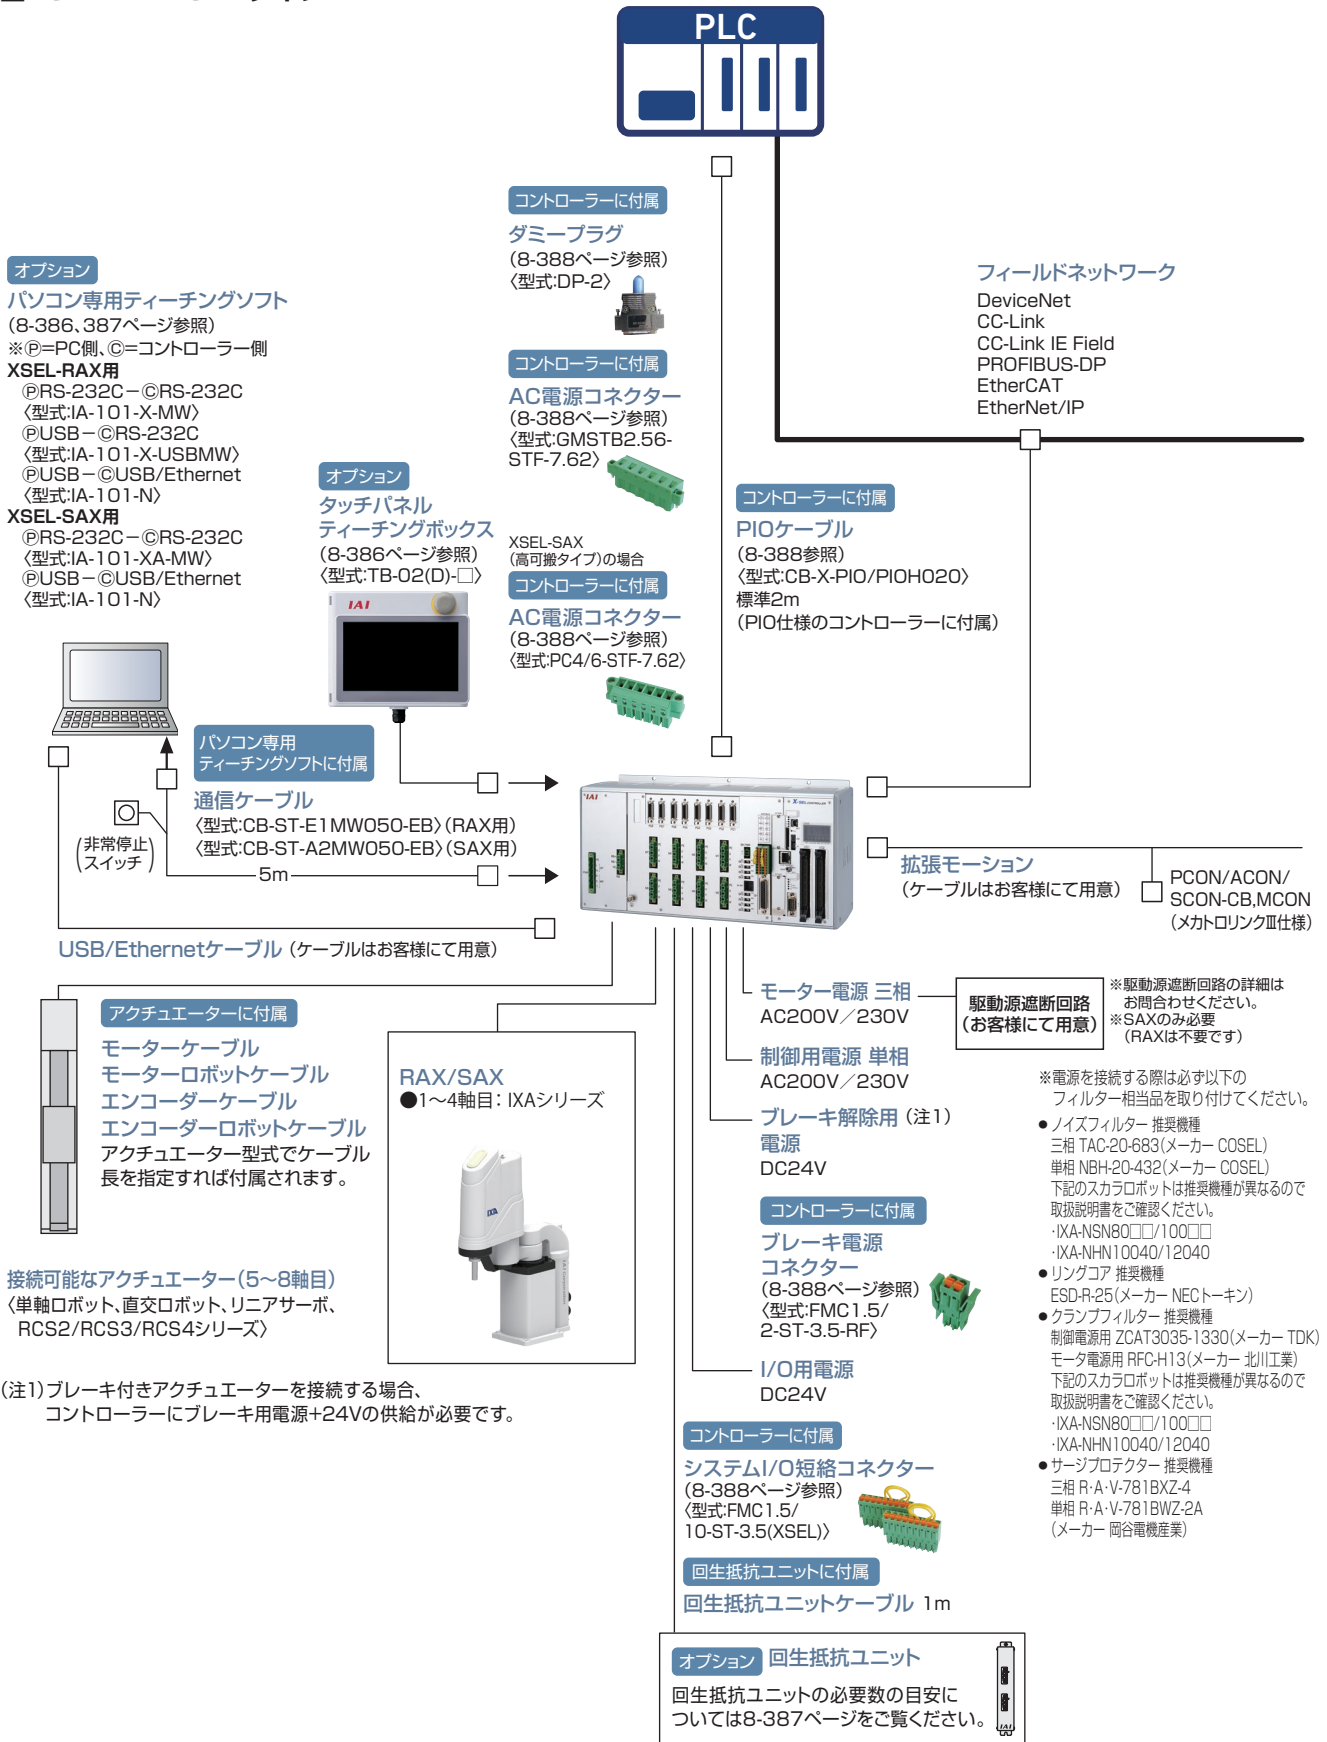 PLC
コントローラーに付属
ダミープラグ
(8-388ページ参照)
〈型式:DP-2〉
コントローラーに付属
AC電源コネクター
(8-388ページ参照)
〈型式:GMSTB2.56-
STF-7.62〉
XSEL-SAX
(高可搬タイプ)の場合
コントローラーに付属
AC電源コネクター
(8-388ページ参照)
〈型式:PC4/6-STF-7.62〉
オプション
パソコン専用ティーチングソフト
(8-386、387ページ参照)
※Ⓟ=PC側、Ⓒ=コントローラー側
XSEL-RAX用
ⓅRS-232C－ⒸRS-232C
〈型式:IA-101-X-MW〉
ⓅUSB－ⒸRS-232C
〈型式:IA-101-X-USBMW〉
ⓅUSB－ⒸUSB/Ethernet
〈型式:IA-101-N〉
XSEL-SAX用
ⓅRS-232C－ⒸRS-232C
〈型式:IA-101-XA-MW〉
ⓅUSB－ⒸUSB/Ethernet
〈型式:IA-101-N〉
オプション
タッチパネル
ティーチングボックス
(8-386ページ参照)
〈型式:TB-02(D)-□〉
IAI
フィールドネットワーク
DeviceNet
CC-Link
CC-Link IE Field
PROFIBUS-DP
EtherCAT
EtherNet/IP
コントローラーに付属
PIOケーブル
(8-388参照)
〈型式:CB-X-PIO/PIOH020〉
標準2m
(PIO仕様のコントローラーに付属)
パソコン専用
ティーチングソフトに付属
通信ケーブル
〈型式:CB-ST-E1MW050-EB〉(RAX用)
〈型式:CB-ST-A2MW050-EB〉(SAX用)
(非常停止
スイッチ)
5m
USB/Ethernetケーブル (ケーブルはお客様にて用意)
IAI
X-SEL CONTROLLER
拡張モーション
(ケーブルはお客様にて用意)
PCON/ACON/
SCON-CB,MCON
(メカトロリンクⅢ仕様)
アクチュエーターに付属
モーターケーブル
モーターロボットケーブル
エンコーダーケーブル
エンコーダーロボットケーブル
アクチュエーター型式でケーブル
長を指定すれば付属されます。
接続可能なアクチュエーター(5～8軸目)
〈単軸ロボット、直交ロボット、リニアサーボ、
RCS2/RCS3/RCS4シリーズ〉
RAX/SAX
●1～4軸目: IXAシリーズ
IXA
(注1)ブレーキ付きアクチュエーターを接続する場合、
コントローラーにブレーキ用電源+24Vの供給が必要です。
モーター電源 三相
AC200V／230V
駆動源遮断回路
(お客様にて用意)
※駆動源遮断回路の詳細は
お問合わせください。
※SAXのみ必要
(RAXは不要です)
制御用電源 単相
AC200V／230V
ブレーキ解除用 (注1)
電源
DC24V
コントローラーに付属
ブレーキ電源
コネクター
(8-388ページ参照)
〈型式:FMC1.5/
2-ST-3.5-RF〉
I/O用電源
DC24V
コントローラーに付属
システムI/O短絡コネクター
(8-388ページ参照)
〈型式:FMC1.5/
10-ST-3.5(XSEL)〉
回生抵抗ユニットに付属
回生抵抗ユニットケーブル 1m
オプション 回生抵抗ユニット
回生抵抗ユニットの必要数の目安に
ついては8-387ページをご覧ください。
IAI
※電源を接続する際は必ず以下の
フィルター相当品を取り付けてください。
●ノイズフィルター 推奨機種
三相 TAC-20-683(メーカー COSEL)
単相 NBH-20-432(メーカー COSEL)
下記のスカラロボットは推奨機種が異なるので
取扱説明書をご確認ください。
・IXA-NSN80□□/100□□
・IXA-NHN10040/12040
●リングコア 推奨機種
ESD-R-25(メーカー NECトーキン)
●クランプフィルター 推奨機種
制御電源用 ZCAT3035-1330(メーカー TDK)
モータ電源用 RFC-H13(メーカー 北川工業)
下記のスカラロボットは推奨機種が異なるので
取扱説明書をご確認ください。
・IXA-NSN80□□/100□□
・IXA-NHN10040/12040
●サージプロテクター 推奨機種
三相 R・A・V-781BXZ-4
単相 R・A・V-781BWZ-2A
(メーカー 岡谷電機産業)